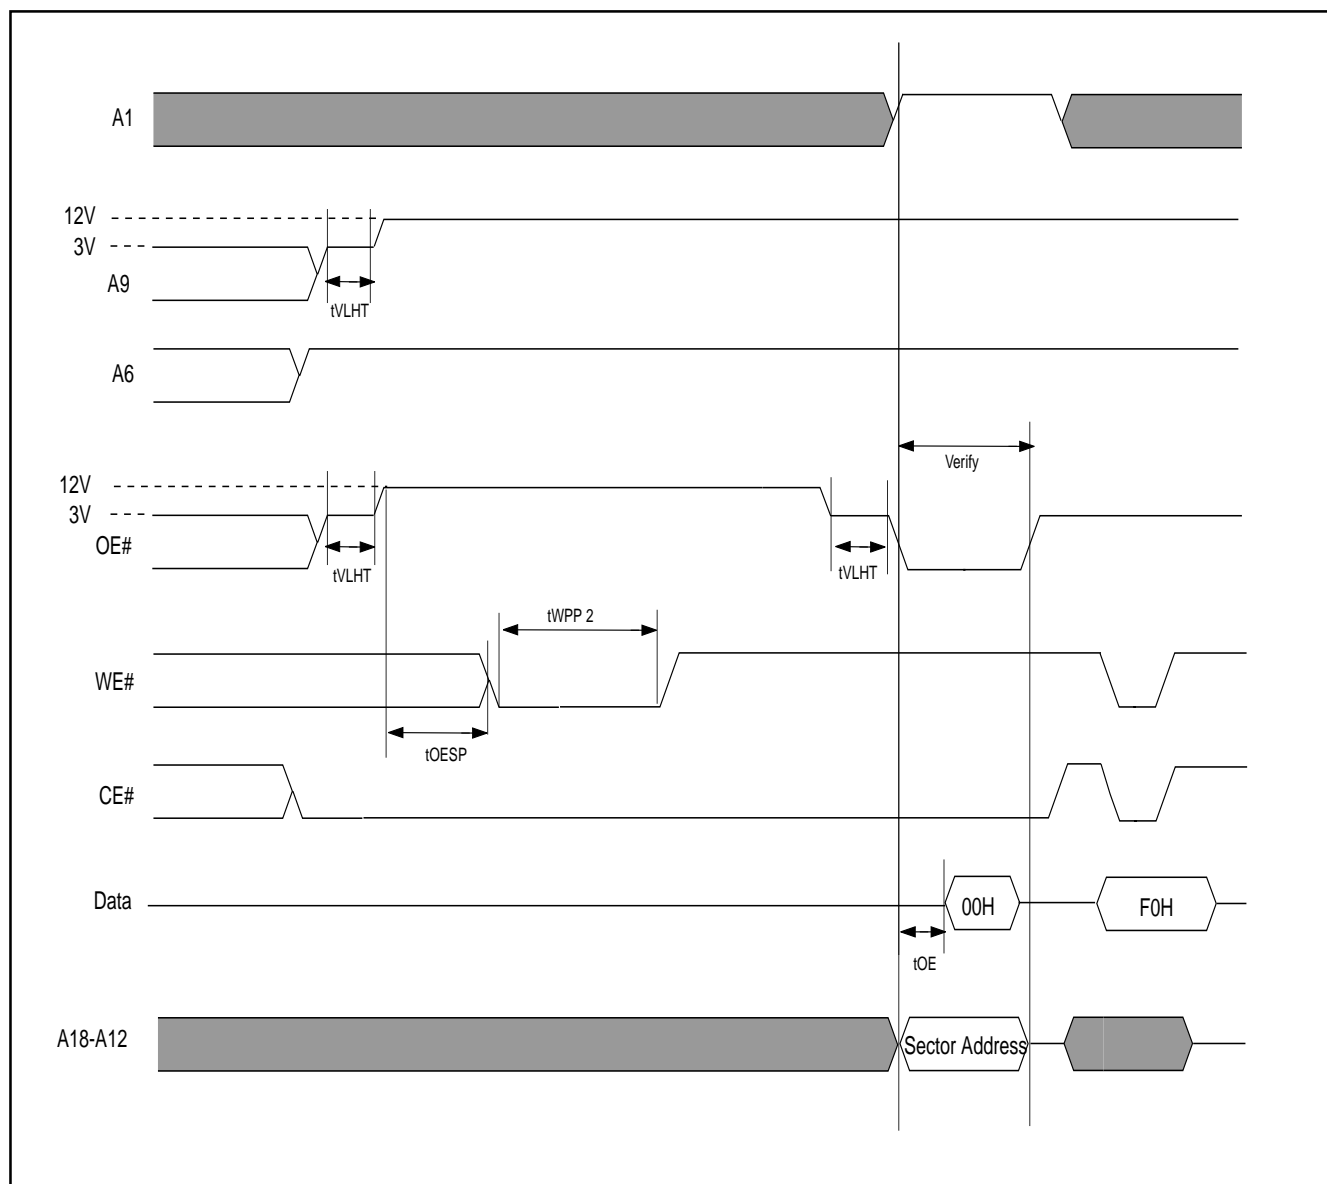 A1
12V
3V
A9
tVLHT
A6
Verify
12V
3V
OE#
tVLHT
tVLHT
tWPP 2
WE#
tOESP
CE#
Data
00H
F0H
tOE
A18-A12
Sector Address